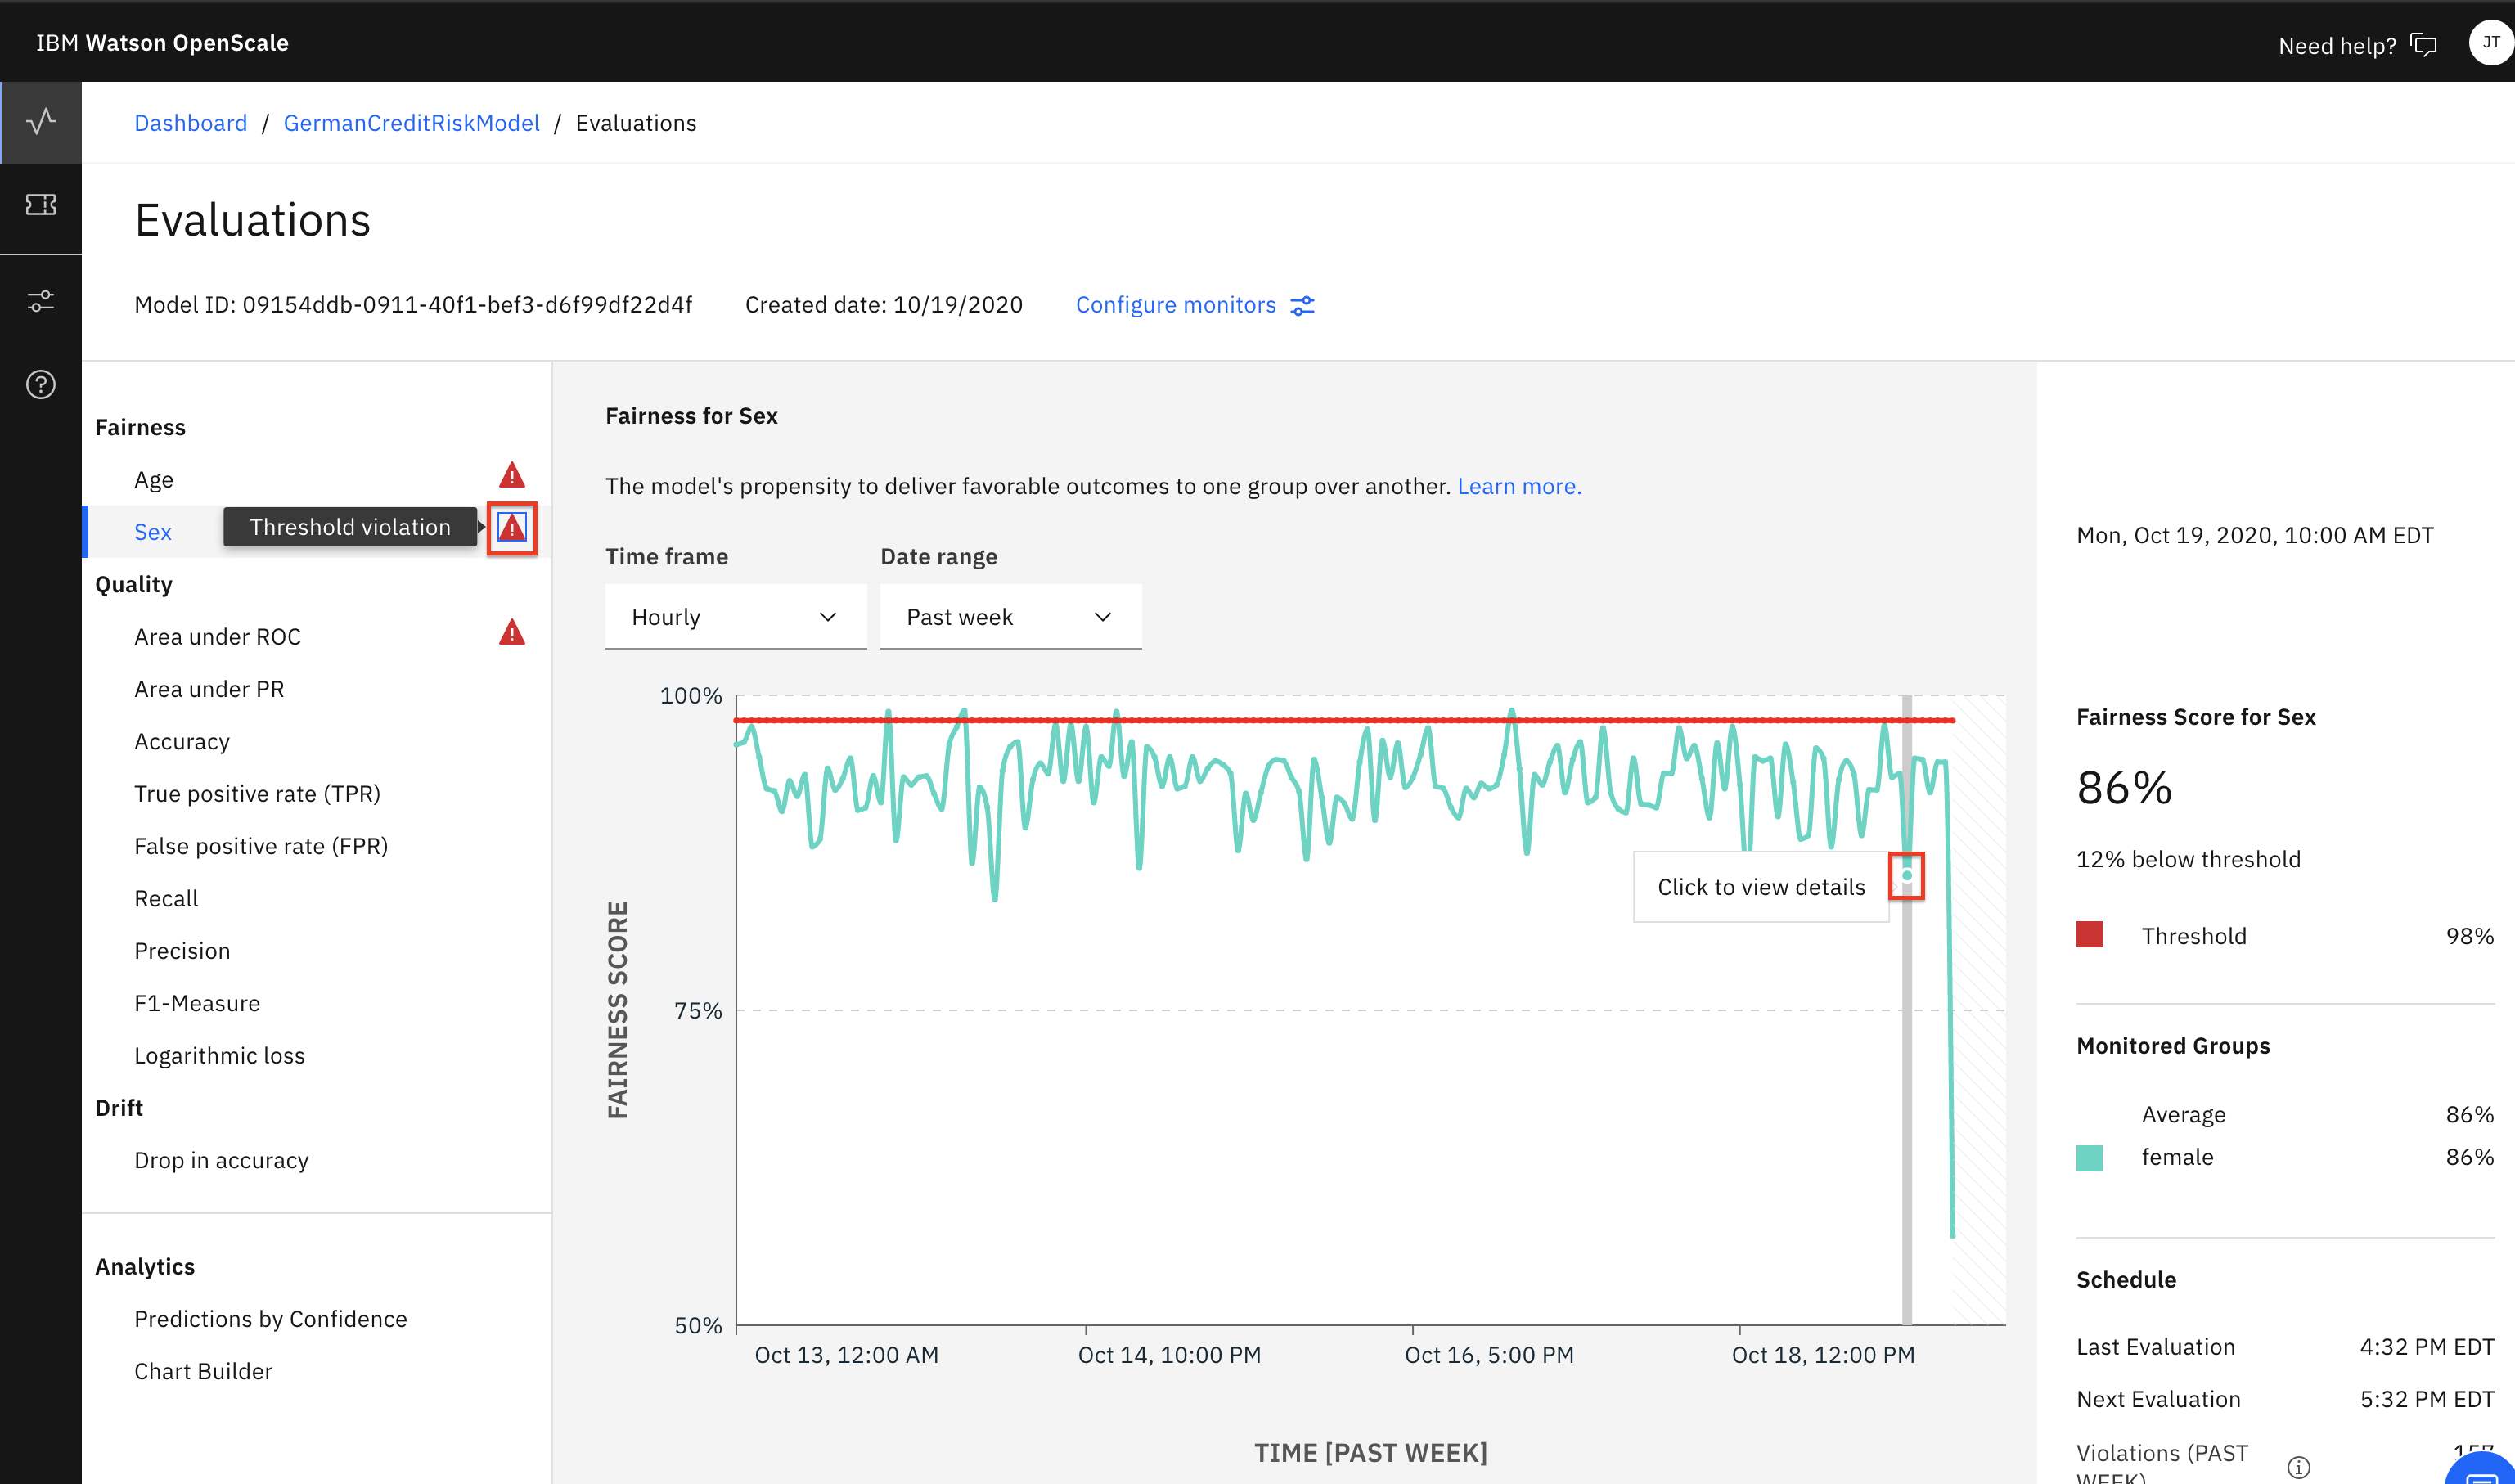 IBM Watson OpenScale
Need help?
JT
Dashboard / GermanCreditRiskModel / Evaluations
Evaluations
Model ID: 09154ddb-0911-40f1-bef3-d6f99df22d4f
Created date: 10/19/2020
Configure monitors
Fairness
Age
Sex
Threshold violation
Quality
Area under ROC
Area under PR
Accuracy
True positive rate (TPR)
False positive rate (FPR)
Recall
Precision
F1-Measure
Logarithmic loss
Drift
Drop in accuracy
Analytics
Predictions by Confidence
Chart Builder
Fairness for Sex
The model's propensity to deliver favorable outcomes to one group over another. Learn more.
Time frame
Date range
Hourly
Past week
100%
75%
50%
FAIRNESS SCORE
Click to view details
Oct 13, 12:00 AM
Oct 14, 10:00 PM
Oct 16, 5:00 PM
Oct 18, 12:00 PM
TIME [PAST WEEK]
Mon, Oct 19, 2020, 10:00 AM EDT
Fairness Score for Sex
86%
12% below threshold
Threshold 98%
Monitored Groups
Average 86%
female 86%
Schedule
Last Evaluation 4:32 PM EDT
Next Evaluation 5:32 PM EDT
Violations (PAST
WEEK)
157